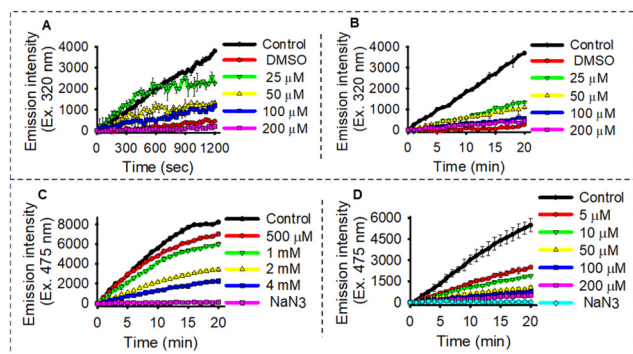 A
Emission intensity
(Ex. 320 nm)
4000
3000
2000
1000
0
0 300 600 900 1200
Time (sec)
Control
DMSO
25 µM
50 µM
100 µM
200 µM
B
Emission intensity
(Ex. 320 nm)
4000
3000
2000
1000
0
0 5 10 15 20
Time (min)
Control
DMSO
25 µM
50 µM
100 µM
200 µM
C
Emission intensity
(Ex. 475 nm)
8000
6000
4000
2000
0
0 5 10 15 20
Time (min)
Control
500 µM
1 mM
2 mM
4 mM
NaN3
D
Emission intensity
(Ex. 475 nm)
6000
4500
3000
1500
0
0 5 10 15 20
Time (min)
Control
5 µM
10 µM
50 µM
100 µM
200 µM
NaN3